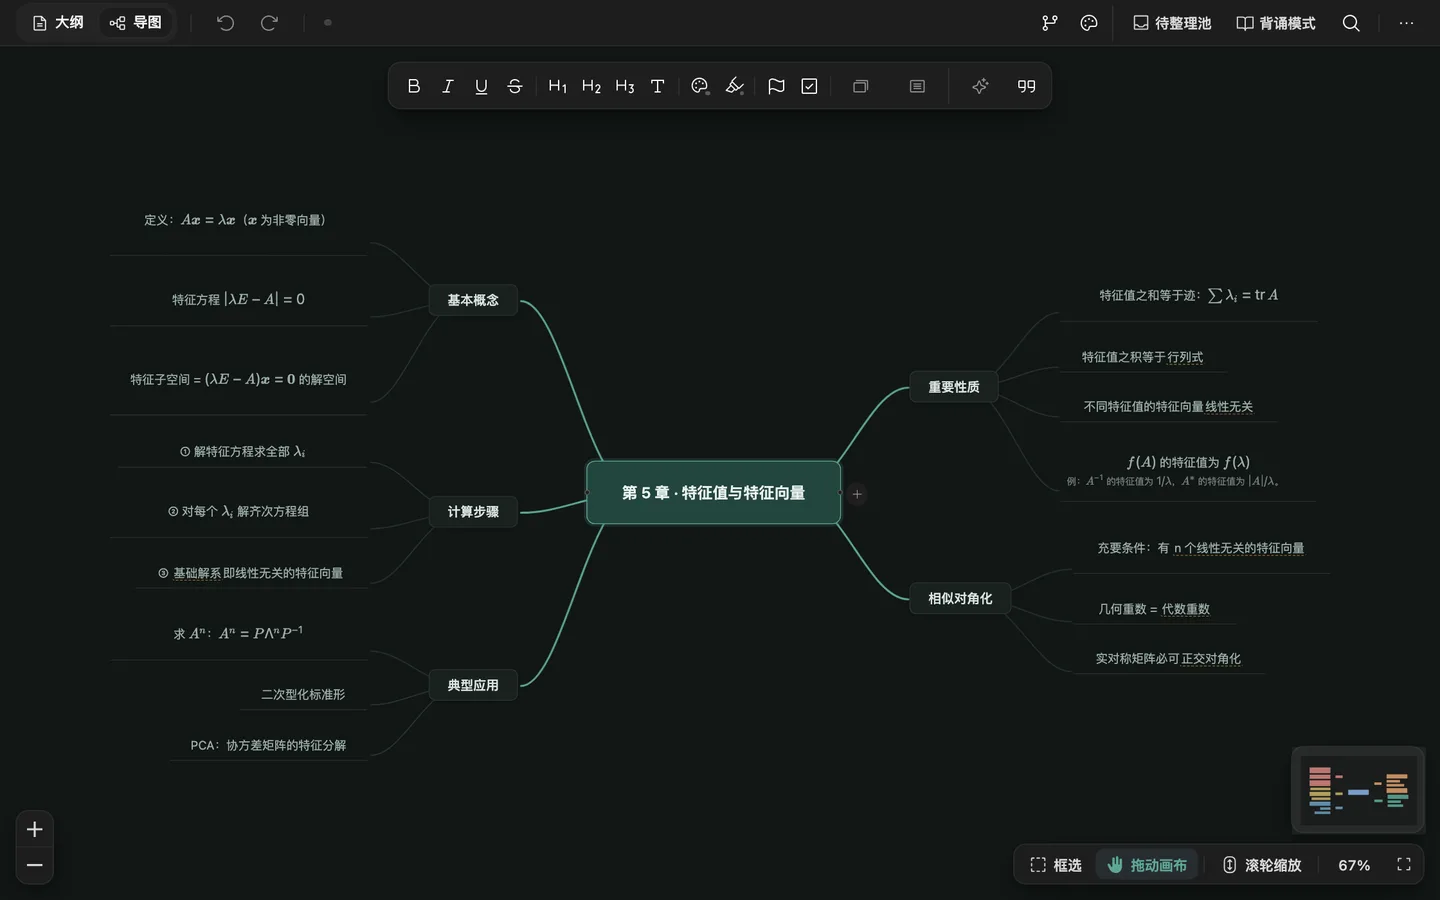 大纲
导图
待整理池
背诵模式
B I U S H1 H2 H3 T
定义：Ax = λx（x 为非零向量）
特征方程 |λE − A| = 0
特征子空间 = (λE − A)x = 0 的解空间
基本概念
① 解特征方程求全部 λᵢ
② 对每个 λᵢ 解齐次方程组
③ 基础解系即线性无关的特征向量
计算步骤
求 Aⁿ：Aⁿ = PΛⁿP⁻¹
二次型化标准形
PCA：协方差矩阵的特征分解
典型应用
第 5 章 · 特征值与特征向量
重要性质
特征值之和等于迹：∑ λᵢ = tr A
特征值之积等于行列式
不同特征值的特征向量线性无关
f(A) 的特征值为 f(λ)
例：A⁻¹ 的特征值为 1/λ，A* 的特征值为 |A|/λ。
相似对角化
充要条件：有 n 个线性无关的特征向量
几何重数 = 代数重数
实对称矩阵必可正交对角化
框选
拖动画布
滚轮缩放
67%